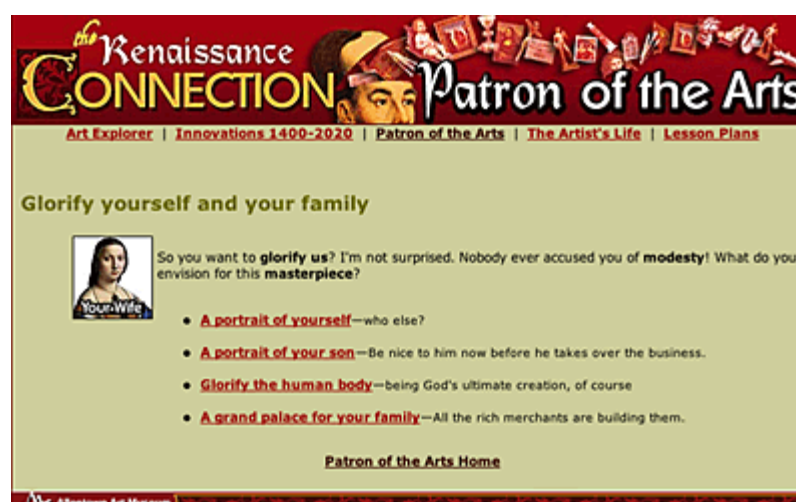 the Renaissance
CONNECTION
Patron of the Arts
Art Explorer | Innovations 1400-2020 | Patron of the Arts | The Artist's Life | Lesson Plans
Glorify yourself and your family
So you want to glorify us? I'm not surprised. Nobody ever accused you of modesty! What do you
envision for this masterpiece?
Your Wife
• A portrait of yourself—who else?
• A portrait of your son—Be nice to him now before he takes over the business.
• Glorify the human body—being God's ultimate creation, of course
• A grand palace for your family—All the rich merchants are building them.
Patron of the Arts Home
Allentown Art Museum